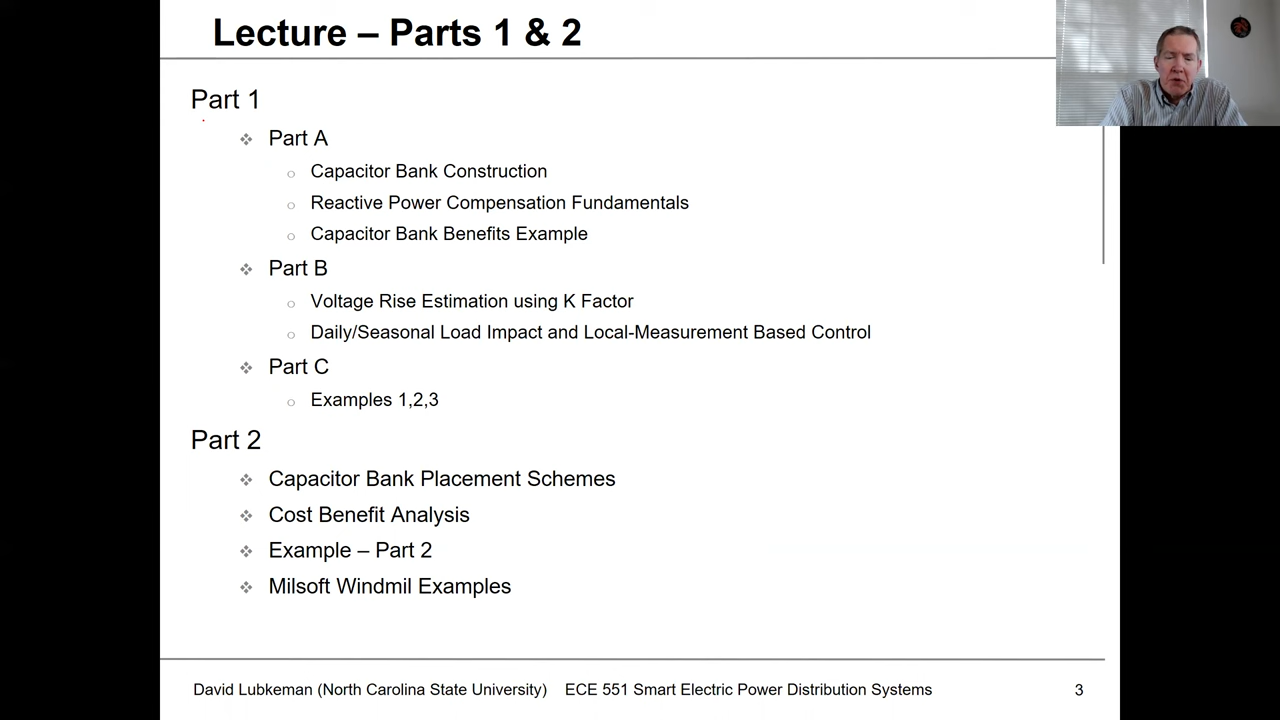 Lecture – Parts 1 & 2
Part 1
Part A
Capacitor Bank Construction
Reactive Power Compensation Fundamentals
Capacitor Bank Benefits Example
Part B
Voltage Rise Estimation using K Factor
Daily/Seasonal Load Impact and Local-Measurement Based Control
Part C
Examples 1,2,3
Part 2
Capacitor Bank Placement Schemes
Cost Benefit Analysis
Example – Part 2
Milsoft Windmil Examples
David Lubkeman (North Carolina State University) ECE 551 Smart Electric Power Distribution Systems 3